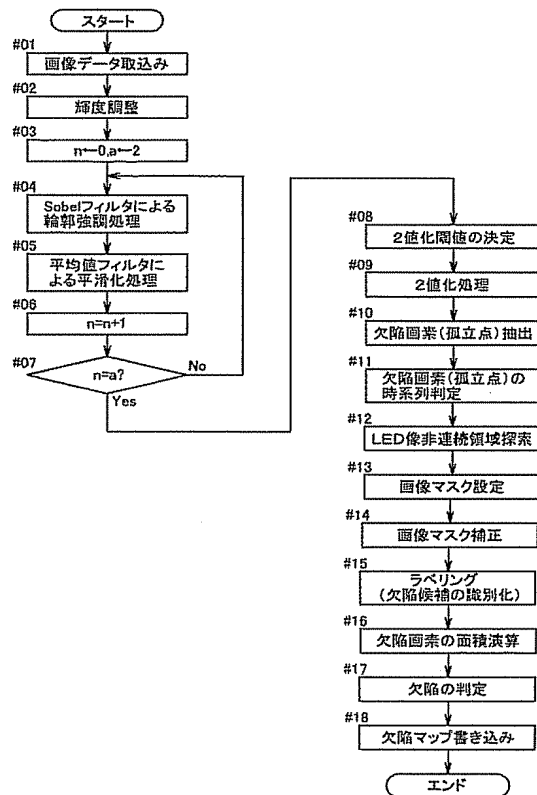 スタート
#01
画像データ取込み
#02
輝度調整
#03
n←0,a←2
#04
Sobelフィルタによる
輪郭強調処理
#05
平均値フィルタに
よる平滑化処理
#06
n=n+1
#07
n=a?
No
Yes
#08
2値化閾値の決定
#09
2値化処理
#10
欠陥画素(孤立点)抽出
#11
欠陥画素(孤立点)の
時系列判定
#12
LED像非連続領域探索
#13
画像マスク設定
#14
画像マスク補正
#15
ラベリング
(欠陥候補の識別化)
#16
欠陥画素の面積演算
#17
欠陥の判定
#18
欠陥マップ書き込み
エンド